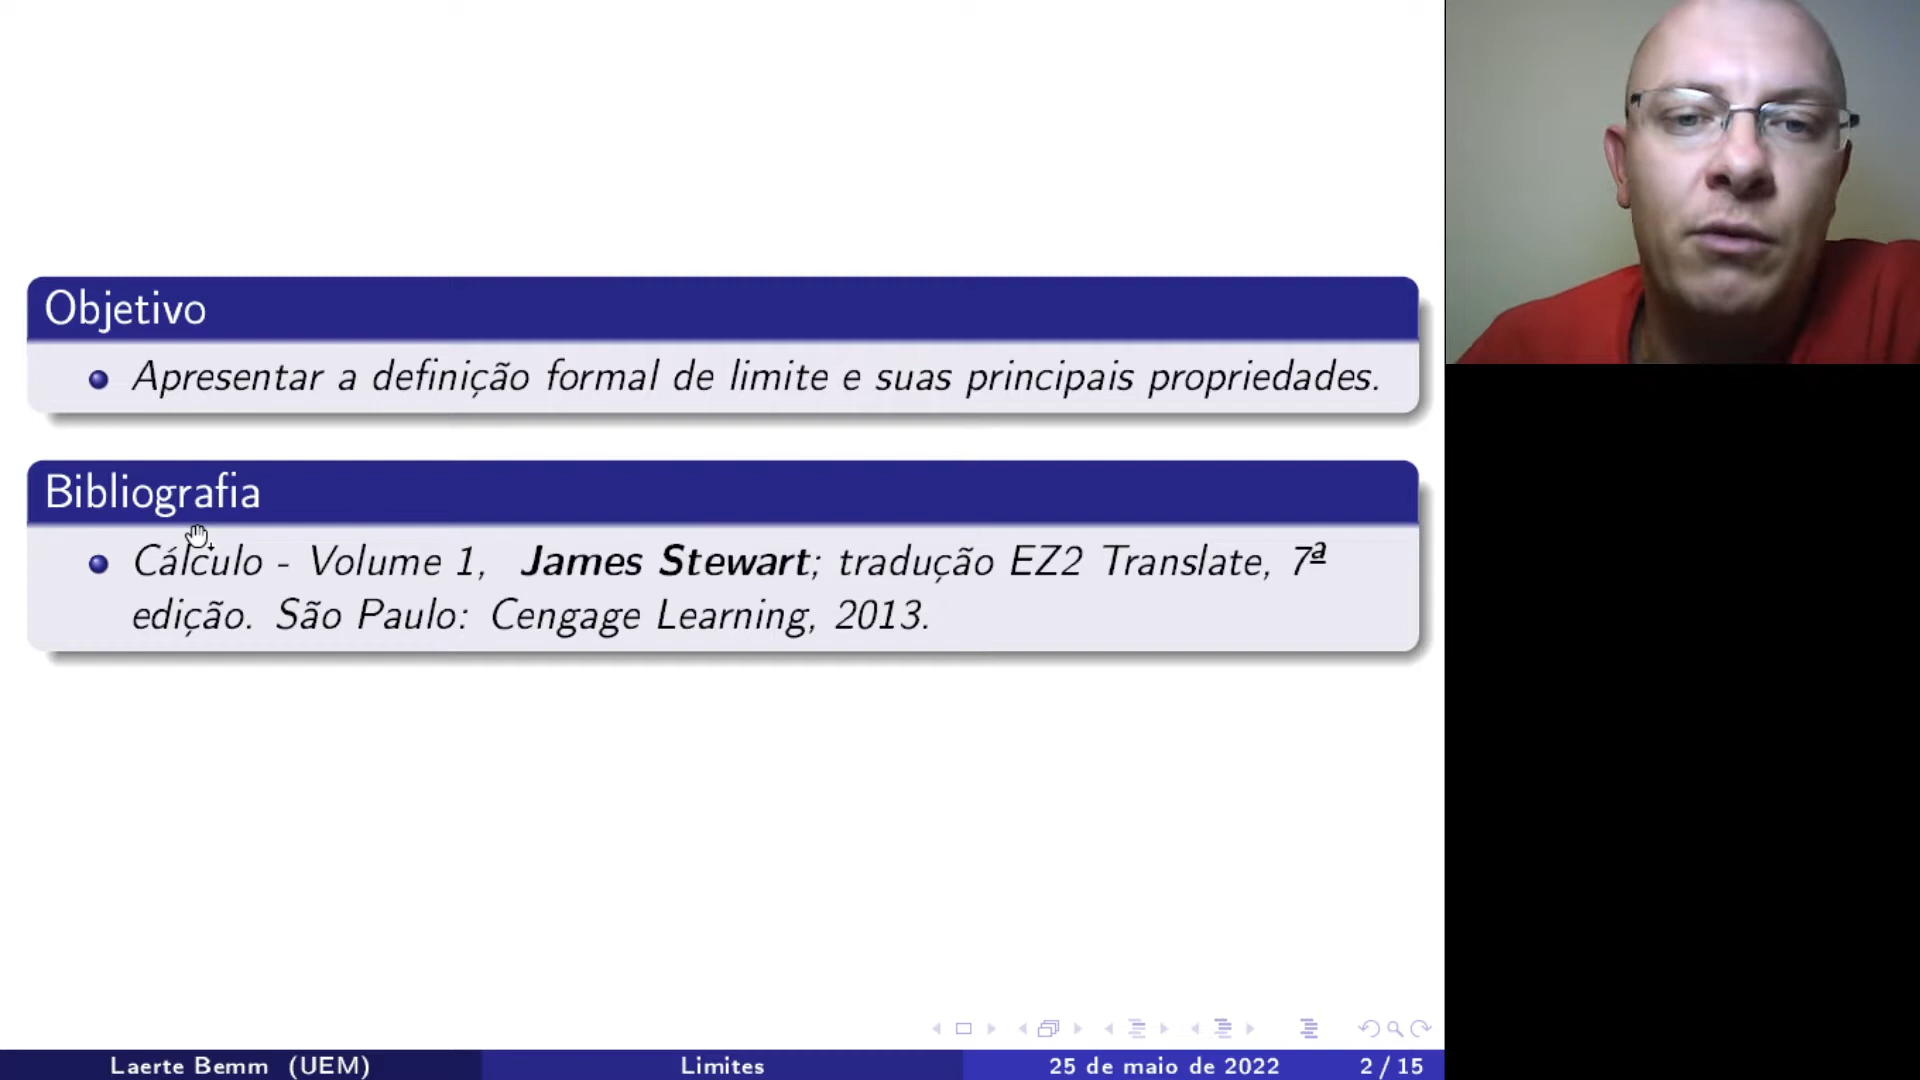 Objetivo
Apresentar a definição formal de limite e suas principais propriedades.
Bibliografia
Cálculo - Volume 1, James Stewart; tradução EZ2 Translate, 7ª
edição. São Paulo: Cengage Learning, 2013.
Laerte Bemm (UEM) Limites 25 de maio de 2022 2 / 15